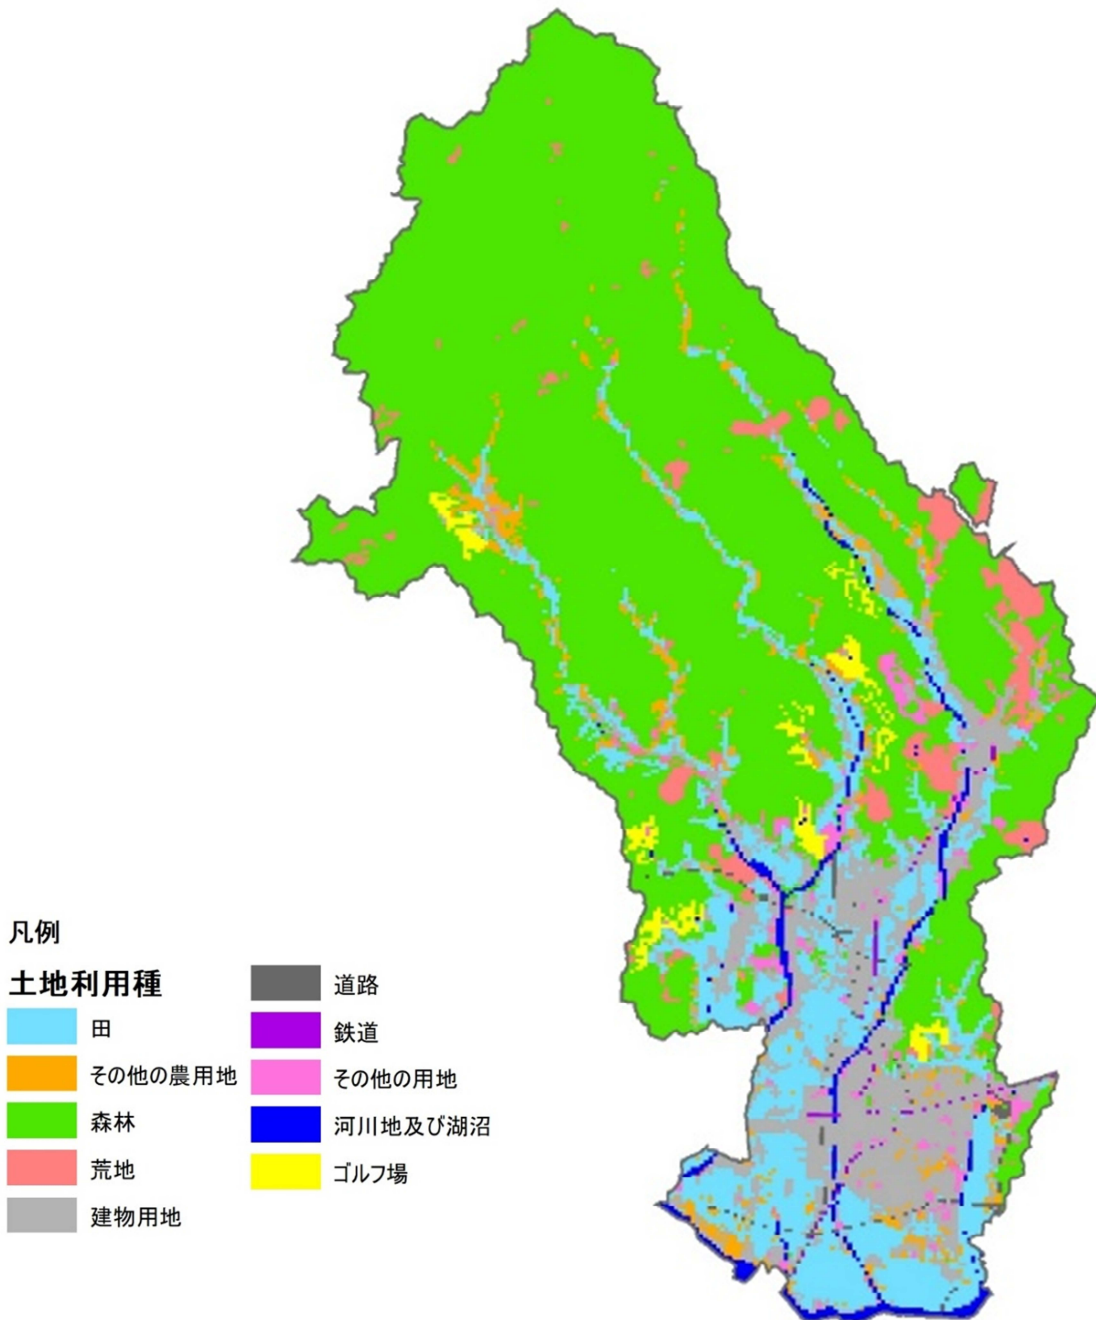 凡例
土地利用種
田
その他の農用地
森林
荒地
建物用地
道路
鉄道
その他の用地
河川地及び湖沼
ゴルフ場